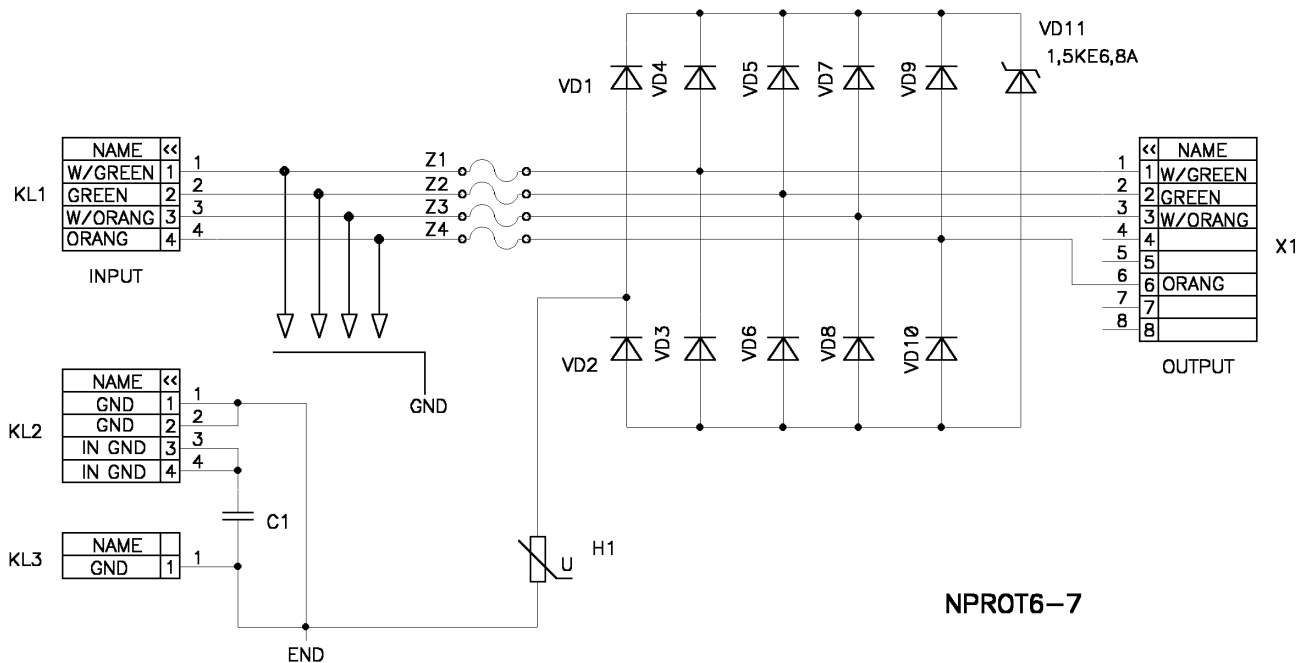 VD11
1,5KE6,8A
VD1
VD4
VD5
VD7
VD9
KL1
NAME <<
W/GREEN 1 1
GREEN 2 2
W/ORANG 3 3
ORANG 4 4
INPUT
Z1
Z2
Z3
Z4
<< NAME
1 1 W/GREEN
2 2 GREEN
3 3 W/ORANG
4 4
5 5
6 6 ORANG
7 7
8 8
X1
OUTPUT
VD2
VD3
VD6
VD8
VD10
GND
KL2
NAME <<
GND 1 1
GND 2 2
IN GND 3 3
IN GND 4 4
C1
KL3
NAME
GND 1 1
H1
U
END
NPROT6-7